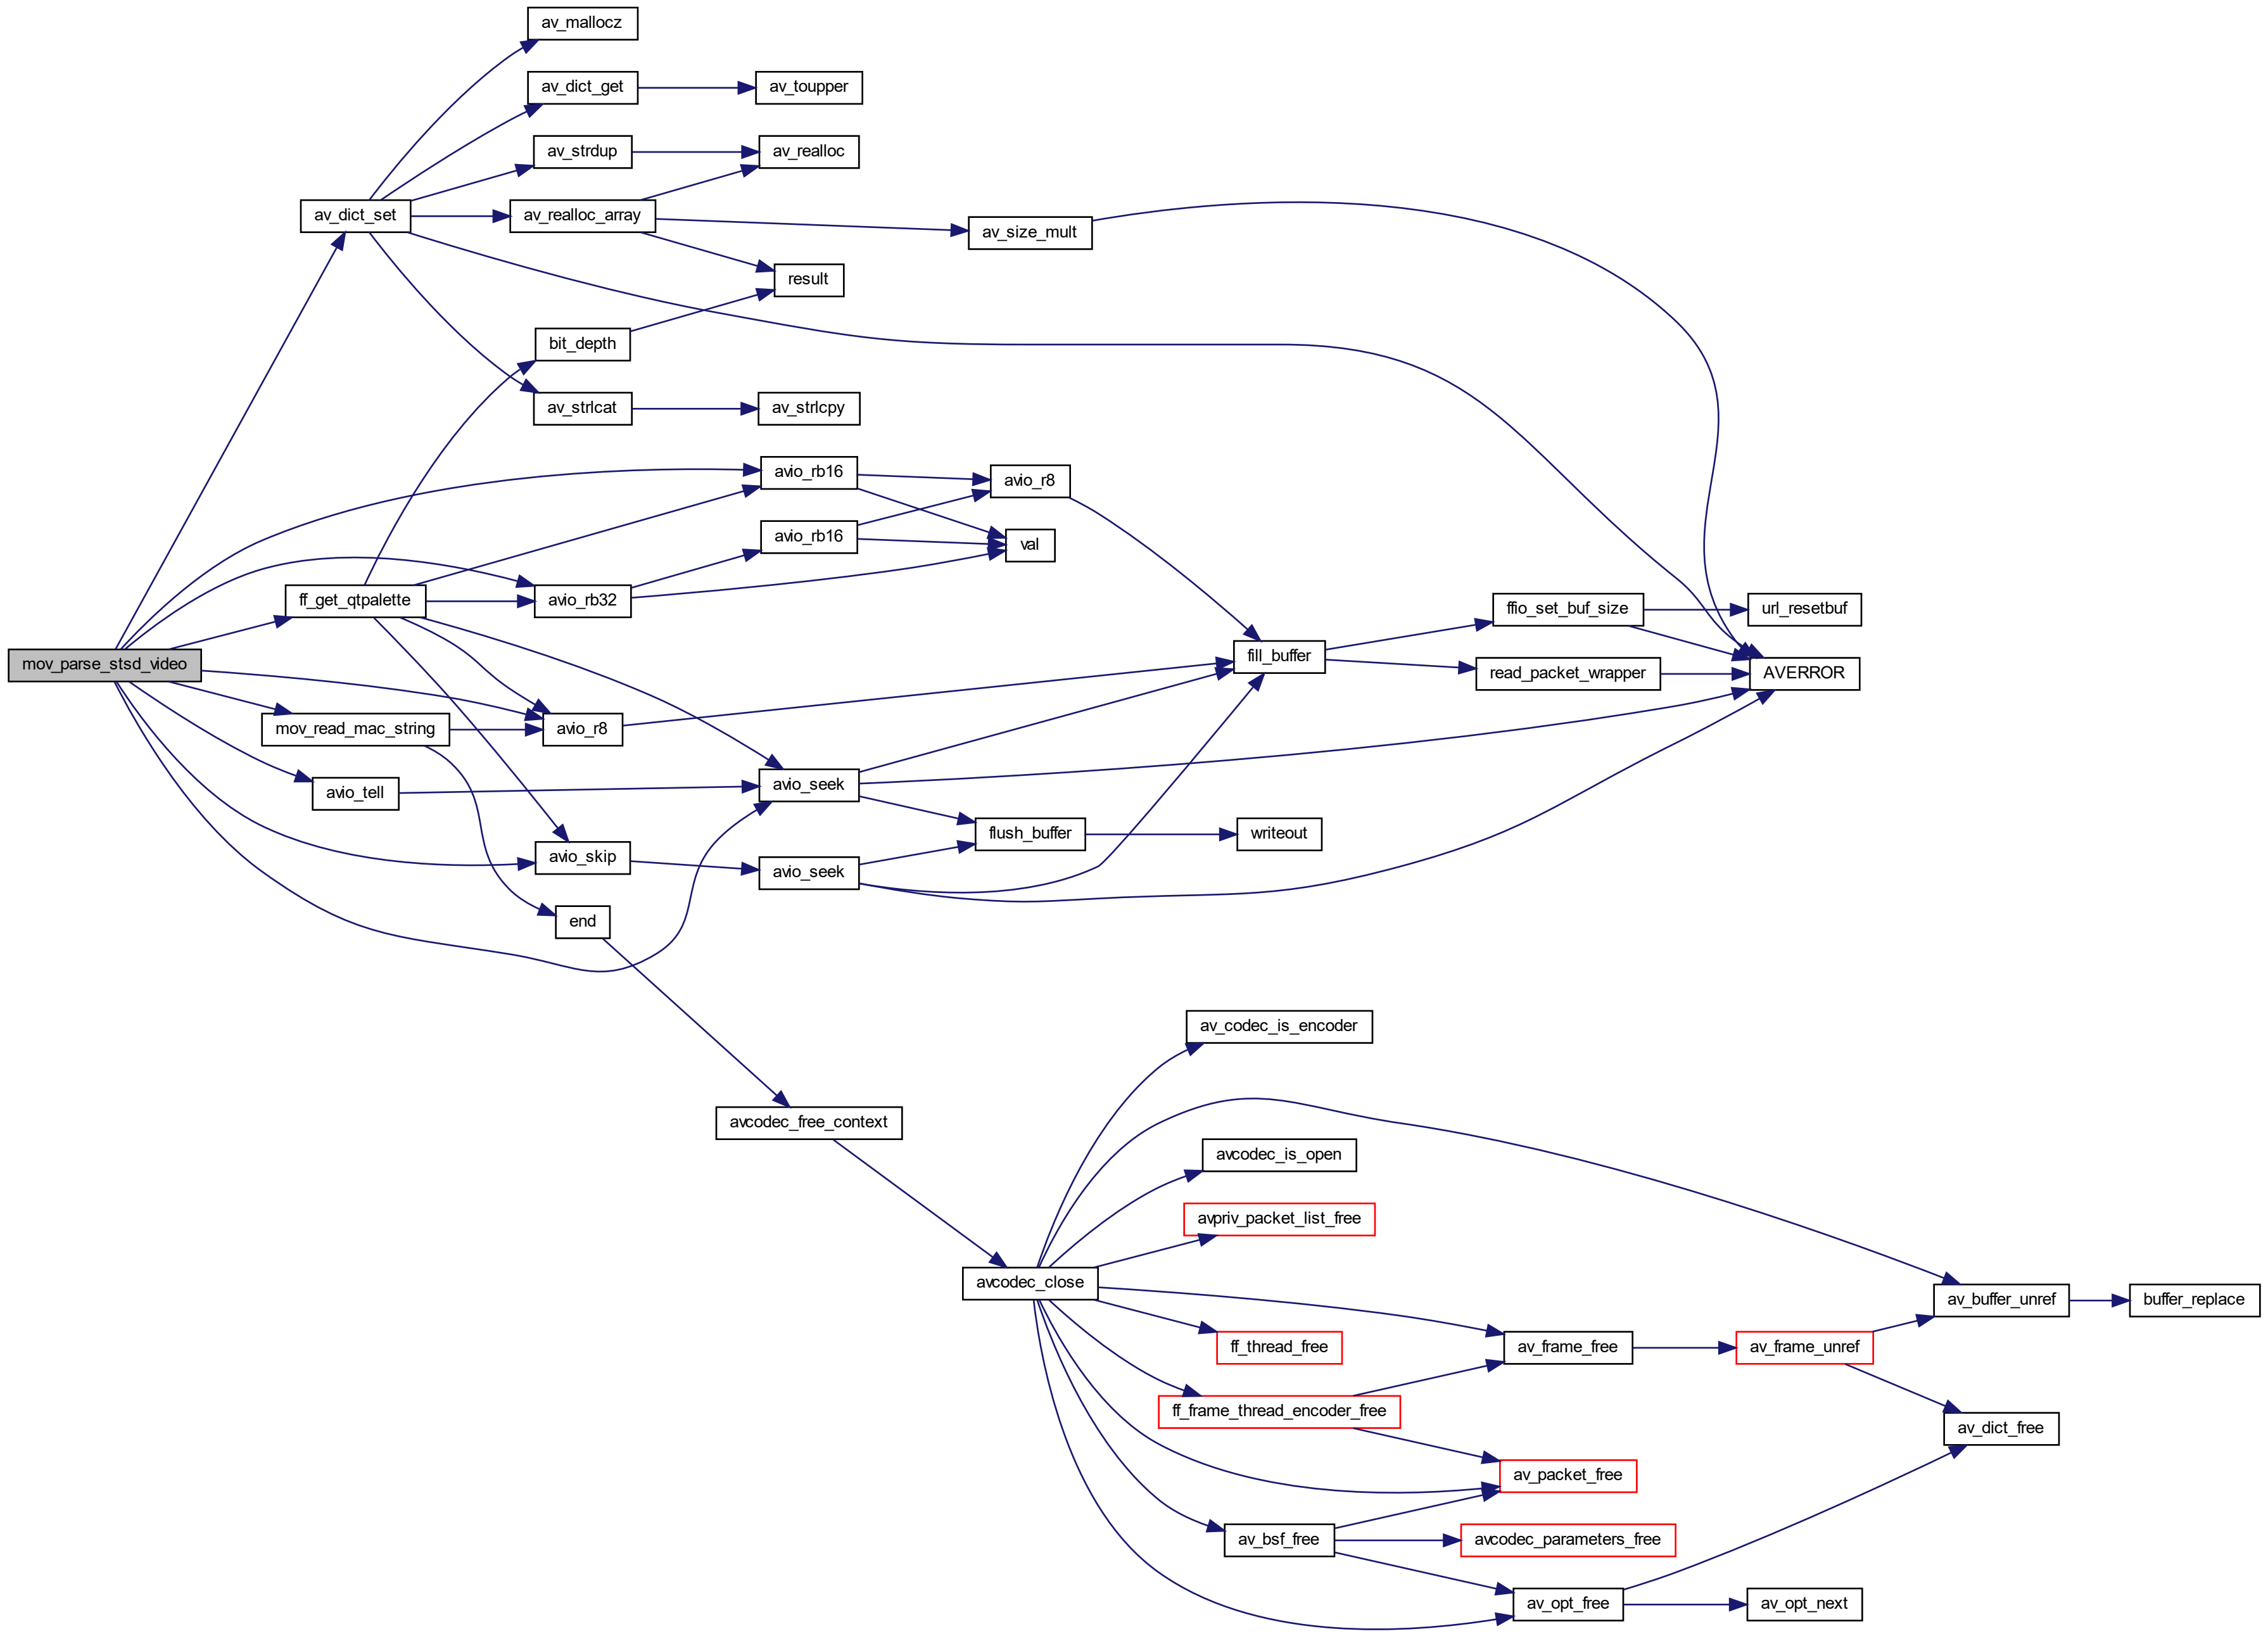 av_mallocz
av_dict_get
av_toupper
av_strdup
av_realloc
av_dict_set
av_realloc_array
av_size_mult
result
bit_depth
av_strlcat
av_strlcpy
avio_rb16
avio_r8
avio_rb16
val
ff_get_qtpalette
avio_rb32
ffio_set_buf_size
url_resetbuf
mov_parse_stsd_video
fill_buffer
read_packet_wrapper
AVERROR
mov_read_mac_string
avio_r8
avio_tell
avio_seek
flush_buffer
writeout
avio_skip
avio_seek
end
av_codec_is_encoder
avcodec_free_context
avcodec_is_open
avpriv_packet_list_free
avcodec_close
av_buffer_unref
buffer_replace
ff_thread_free
av_frame_free
av_frame_unref
ff_frame_thread_encoder_free
av_dict_free
av_packet_free
av_bsf_free
avcodec_parameters_free
av_opt_free
av_opt_next